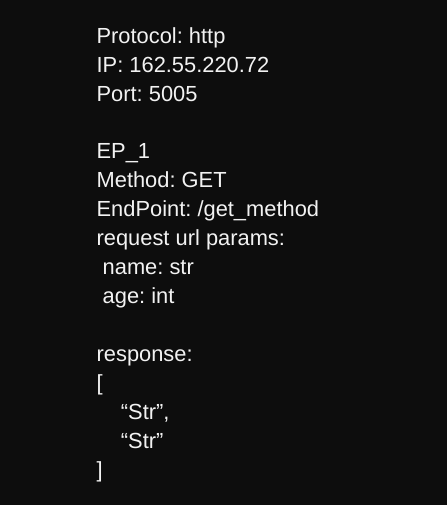 Protocol: http
IP: 162.55.220.72
Port: 5005
EP_1
Method: GET
EndPoint: /get_method
request url params:
name: str
age: int
response:
[
“Str”,
“Str”
]